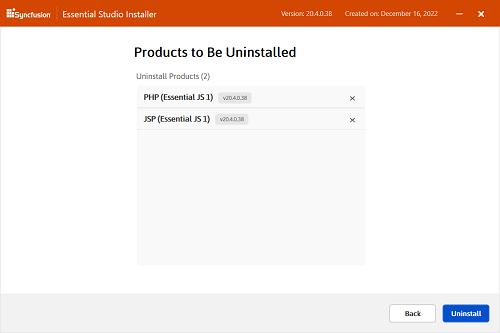 Syncfusion Essential Studio Installer Version: 20.4.0.38 Created on: December 16, 2022
Products to Be Uninstalled
Uninstall Products (2)
PHP (Essential JS 1) v20.4.0.38
JSP (Essential JS 1) v20.4.0.38
Back Uninstall